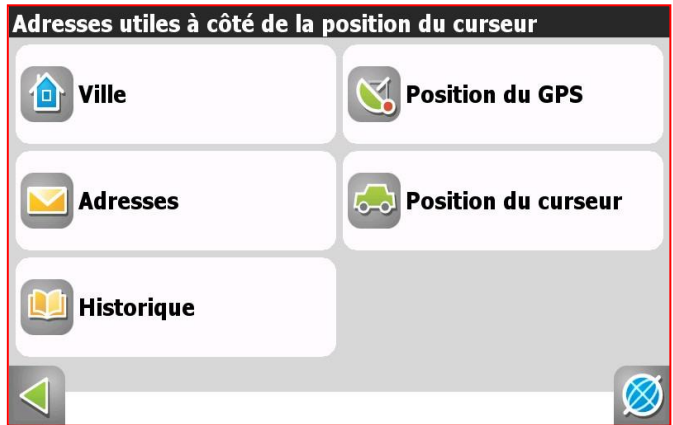 Adresses utiles à côté de la position du curseur
Ville
Position du GPS
Adresses
Position du curseur
Historique